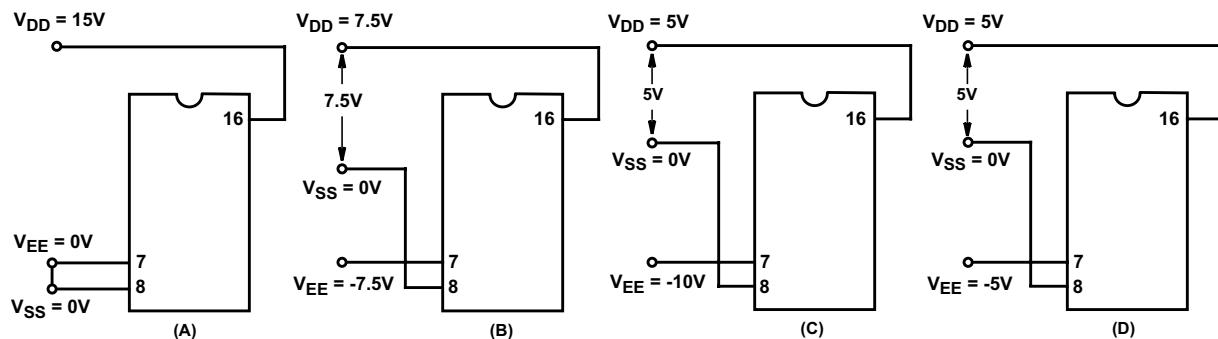 VDD = 15V
16
VEE = 0V
7
8
VSS = 0V
(A)
VDD = 7.5V
7.5V
16
VSS = 0V
VEE = -7.5V
7
8
(B)
VDD = 5V
5V
16
VSS = 0V
VEE = -10V
7
8
(C)
VDD = 5V
5V
16
VSS = 0V
VEE = -5V
7
8
(D)